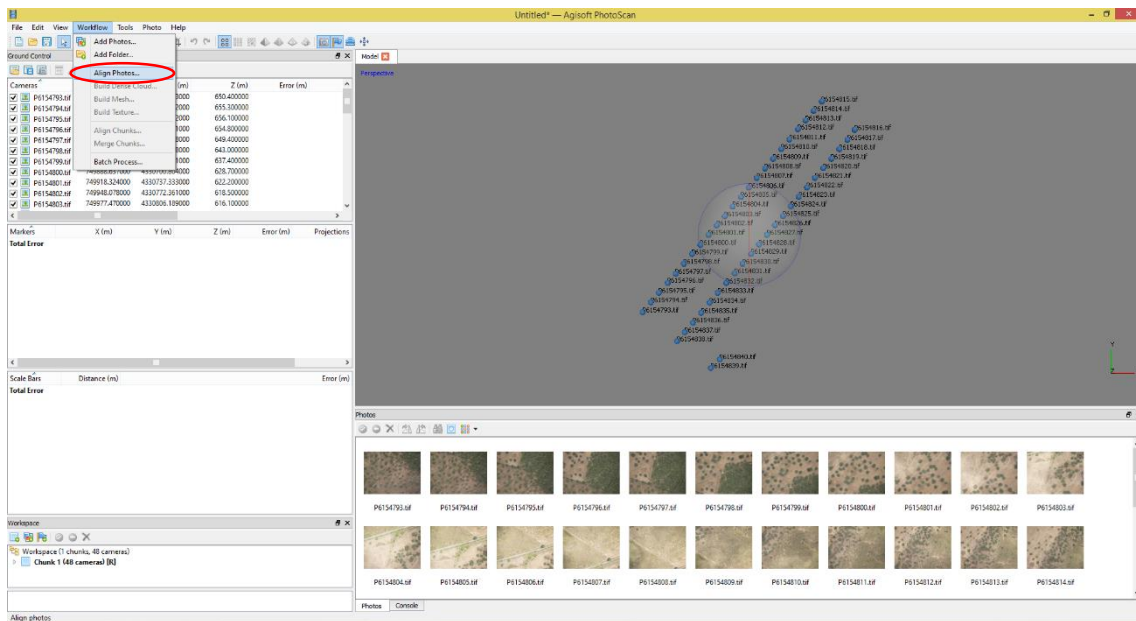 Untitled* — Agisoft PhotoScan
File Edit View Workflow Tools Photo Help
Add Photos...
Add Folder...
Align Photos...
Build Dense Cloud...
Build Mesh...
Build Texture...
Align Chunks...
Merge Chunks...
Batch Process...
Ground Control
Cameras (m) Z (m) Error (m)
P6154793.tif 650.400000
P6154794.tif 655.300000
P6154795.tif 656.100000
P6154796.tif 654.800000
P6154797.tif 649.400000
P6154798.tif 643.000000
P6154799.tif 637.400000
P6154800.tif 628.700000
P6154801.tif 749918.324000 4330737.333000 622.200000
P6154802.tif 749948.078000 4330772.361000 618.500000
P6154803.tif 749977.470000 4330806.189000 616.100000
Markers X (m) Y (m) Z (m) Error (m) Projections
Total Error
Scale Bars Distance (m) Error (m)
Total Error
Workspace
Workspace (1 chunks, 48 cameras)
Chunk 1 (48 cameras) [R]
Align photos
Model
Perspective
P6154815.tif
P6154814.tif
P6154813.tif
P6154812.tif P6154816.tif
P6154811.tif P6154817.tif
P6154810.tif P6154818.tif
P6154809.tif P6154819.tif
P6154808.tif P6154820.tif
P6154807.tif P6154821.tif
P6154806.tif P6154822.tif
P6154805.tif P6154823.tif
P6154804.tif P6154824.tif
P6154803.tif P6154825.tif
P6154802.tif P6154826.tif
P6154801.tif P6154827.tif
P6154800.tif P6154828.tif
P6154799.tif P6154829.tif
P6154798.tif P6154830.tif
P6154797.tif P6154831.tif
P6154796.tif P6154832.tif
P6154795.tif P6154833.tif
P6154794.tif P6154834.tif
P6154793.tif P6154835.tif
P6154836.tif
P6154837.tif
P6154838.tif
P6154840.tif
P6154839.tif
Y
Z
Photos
P6154793.tif P6154794.tif P6154795.tif P6154796.tif P6154797.tif P6154798.tif P6154799.tif P6154800.tif P6154801.tif P6154802.tif P6154803.tif
P6154804.tif P6154805.tif P6154806.tif P6154807.tif P6154808.tif P6154809.tif P6154810.tif P6154811.tif P6154812.tif P6154813.tif P6154814.tif
Photos Console